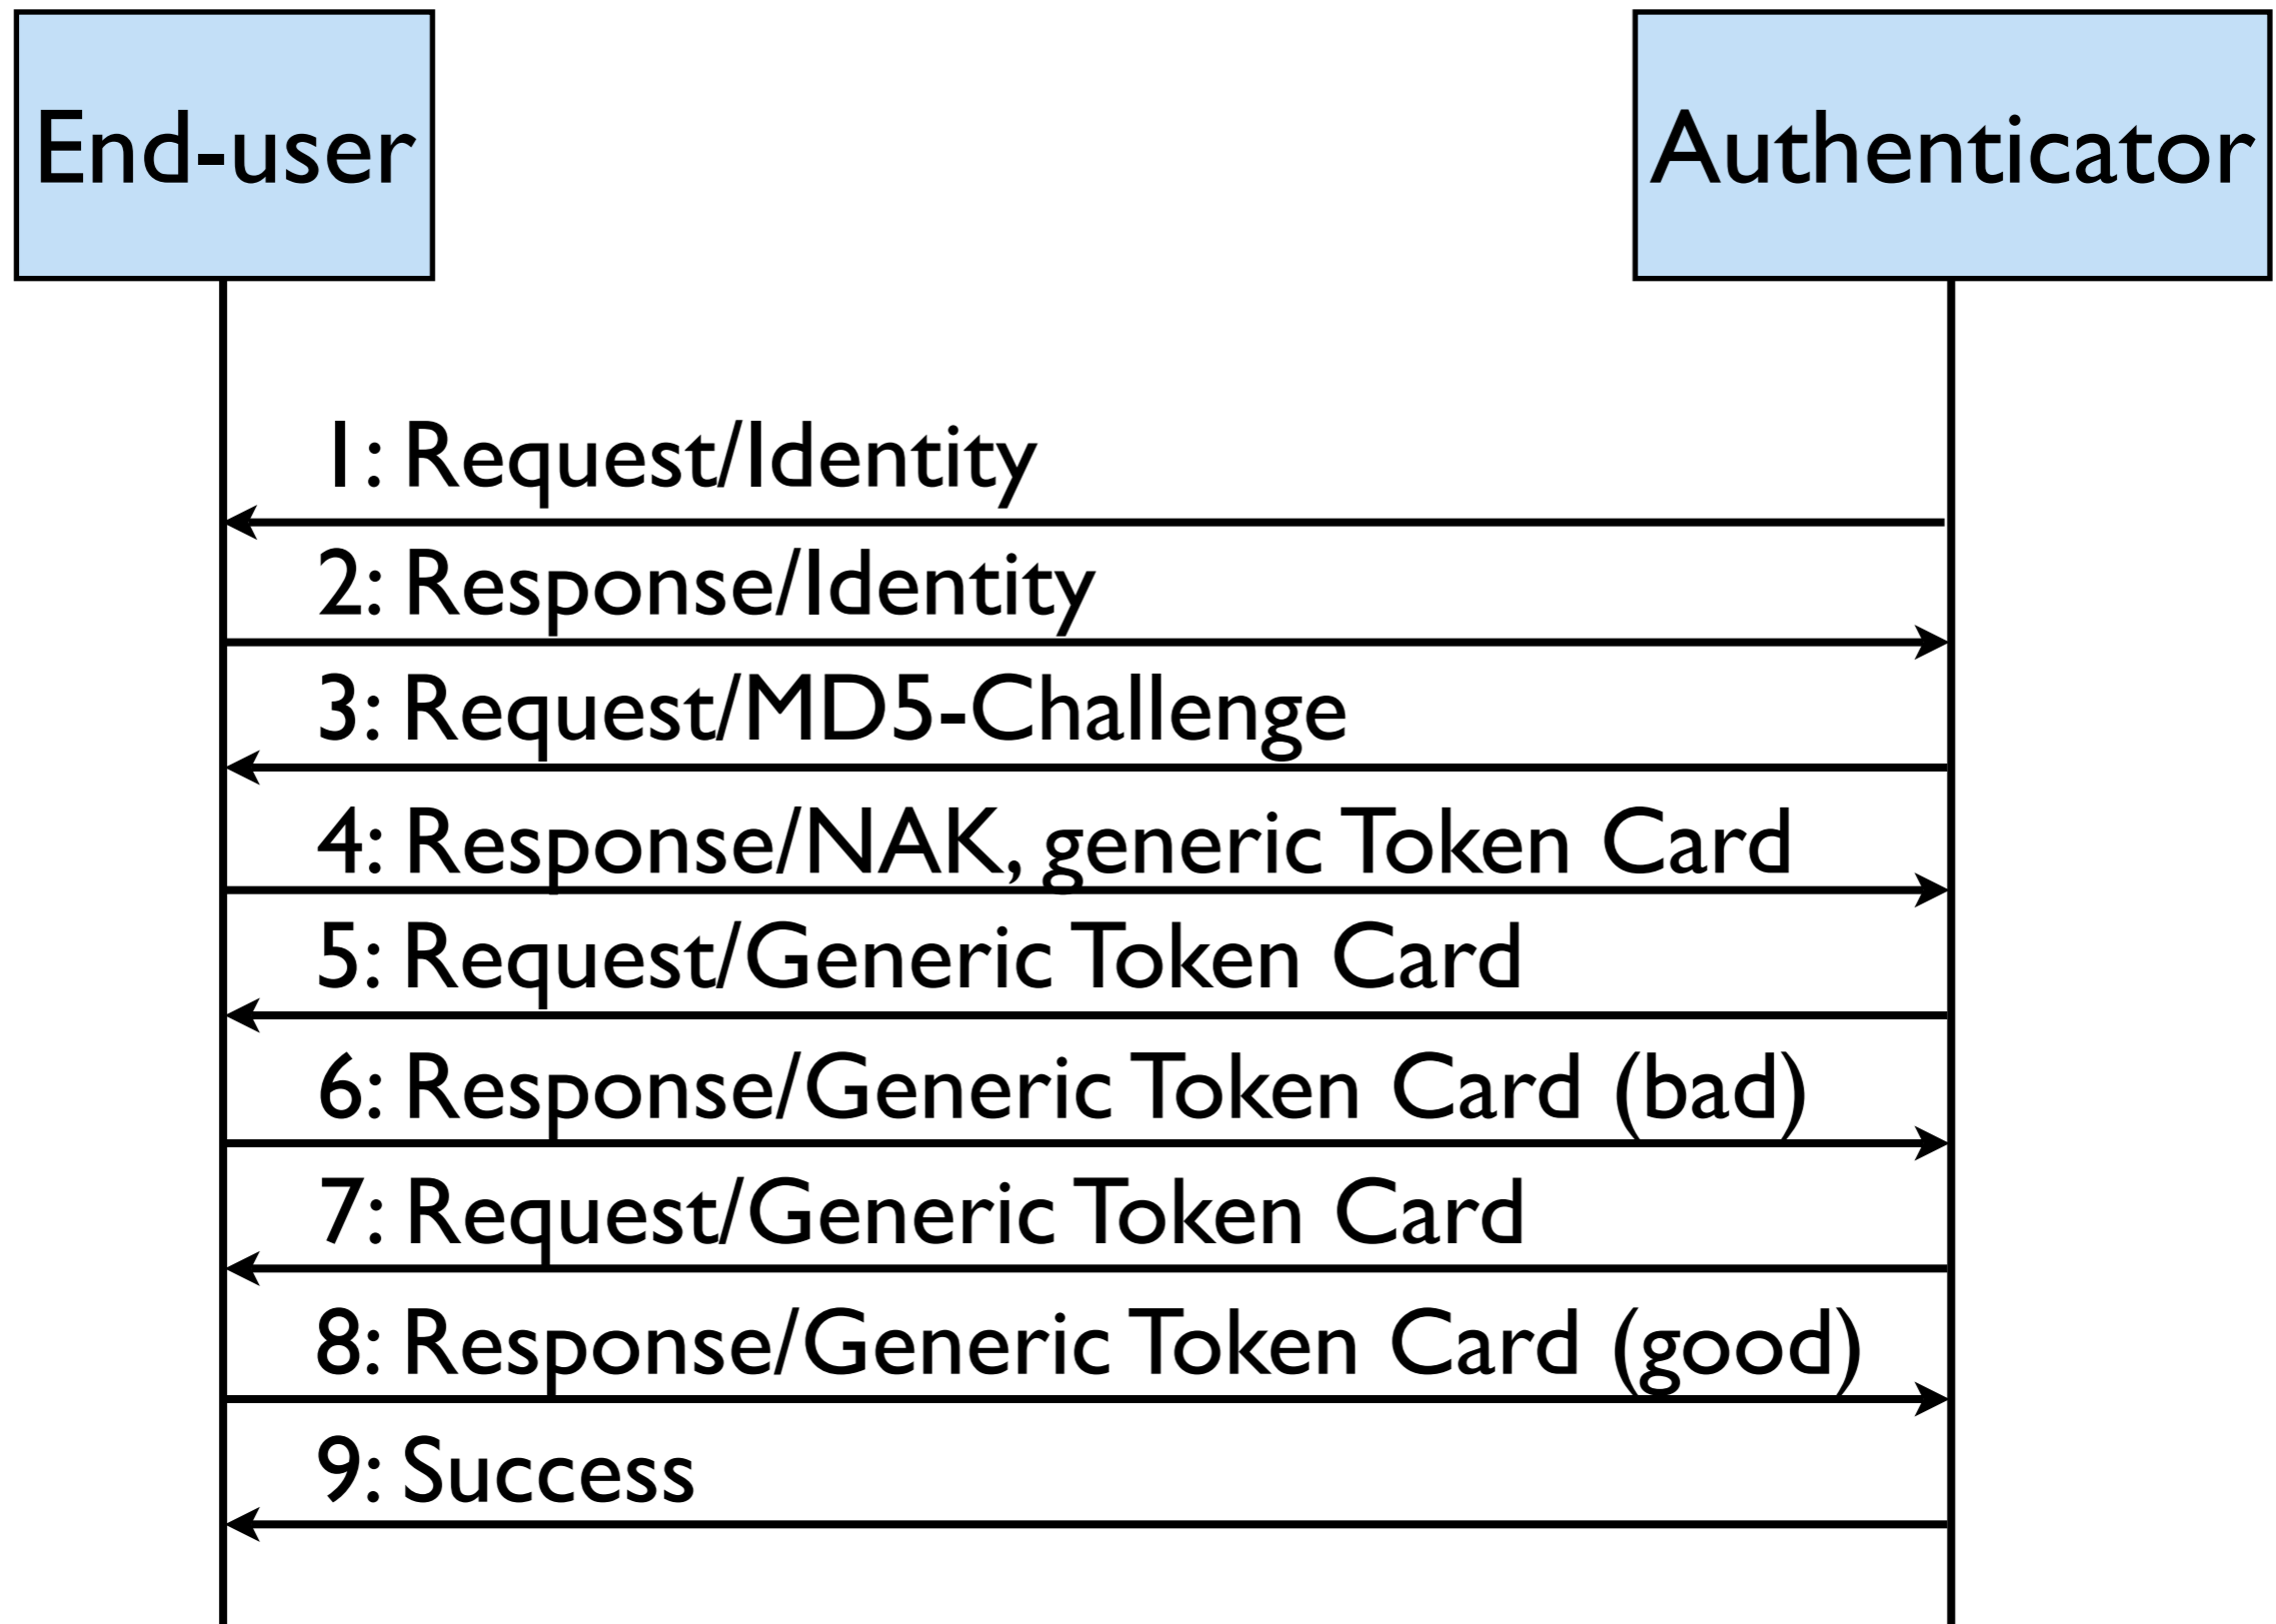 End-user
Authenticator
1: Request/Identity
2: Response/Identity
3: Request/MD5-Challenge
4: Response/NAK, generic Token Card
5: Request/Generic Token Card
6: Response/Generic Token Card (bad)
7: Request/Generic Token Card
8: Response/Generic Token Card (good)
9: Success